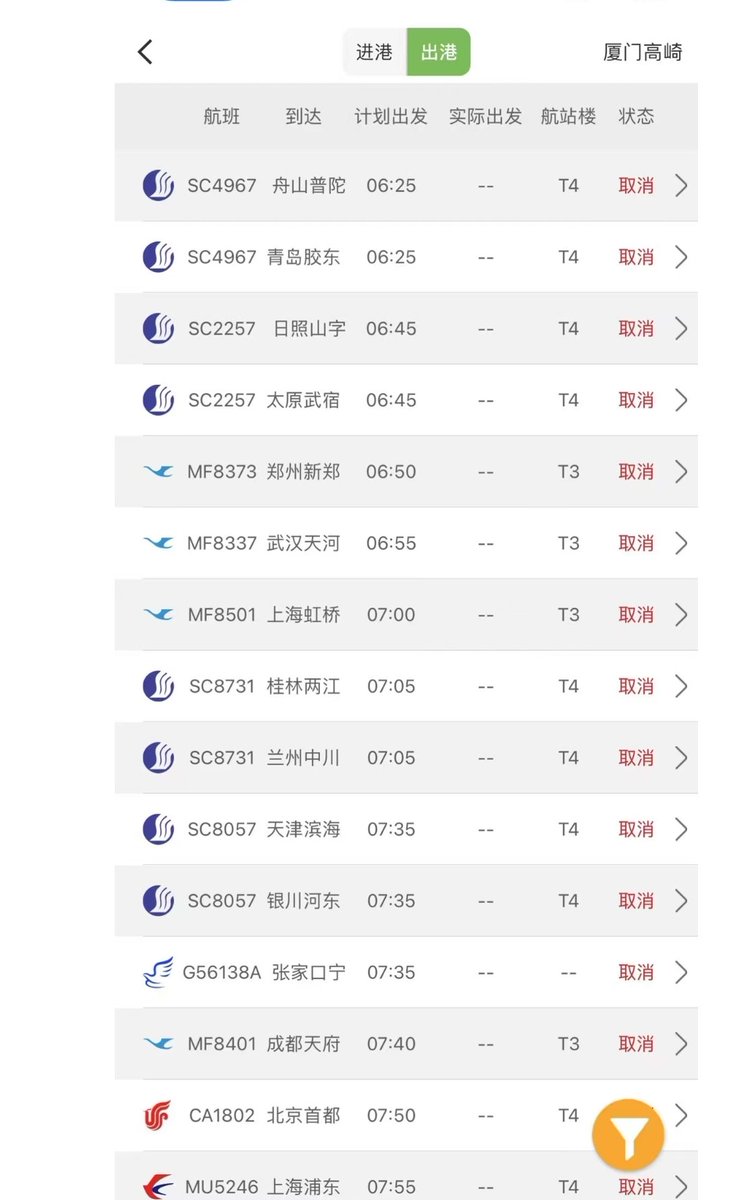 进港 出港 厦门高崎
航班 到达 计划出发 实际出发 航站楼 状态
SC4967 舟山普陀 06:25 -- T4 取消
SC4967 青岛胶东 06:25 -- T4 取消
SC2257 日照山字 06:45 -- T4 取消
SC2257 太原武宿 06:45 -- T4 取消
MF8373 郑州新郑 06:50 -- T3 取消
MF8337 武汉天河 06:55 -- T3 取消
MF8501 上海虹桥 07:00 -- T3 取消
SC8731 桂林两江 07:05 -- T4 取消
SC8731 兰州中川 07:05 -- T4 取消
SC8057 天津滨海 07:35 -- T4 取消
SC8057 银川河东 07:35 -- T4 取消
G56138A 张家口宁 07:35 -- -- 取消
MF8401 成都天府 07:40 -- T3 取消
CA1802 北京首都 07:50 -- T4
MU5246 上海浦东 07:55 -- T4 取消